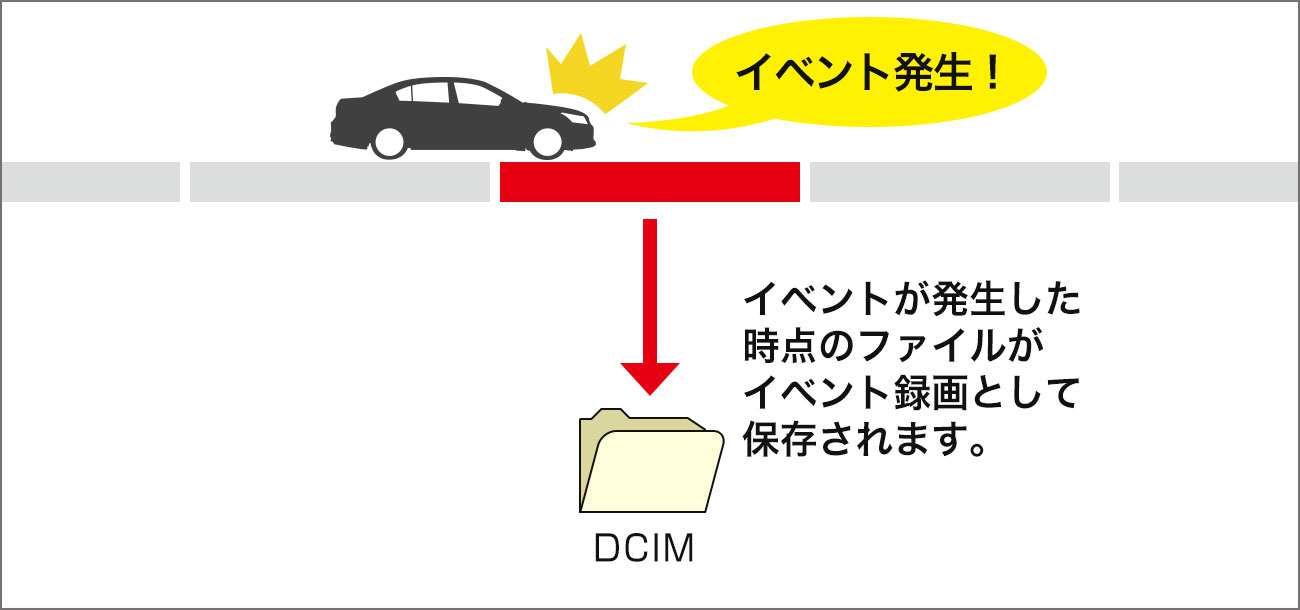 イベント発生！
イベントが発生した
時点のファイルが
イベント録画として
保存されます。
DCIM